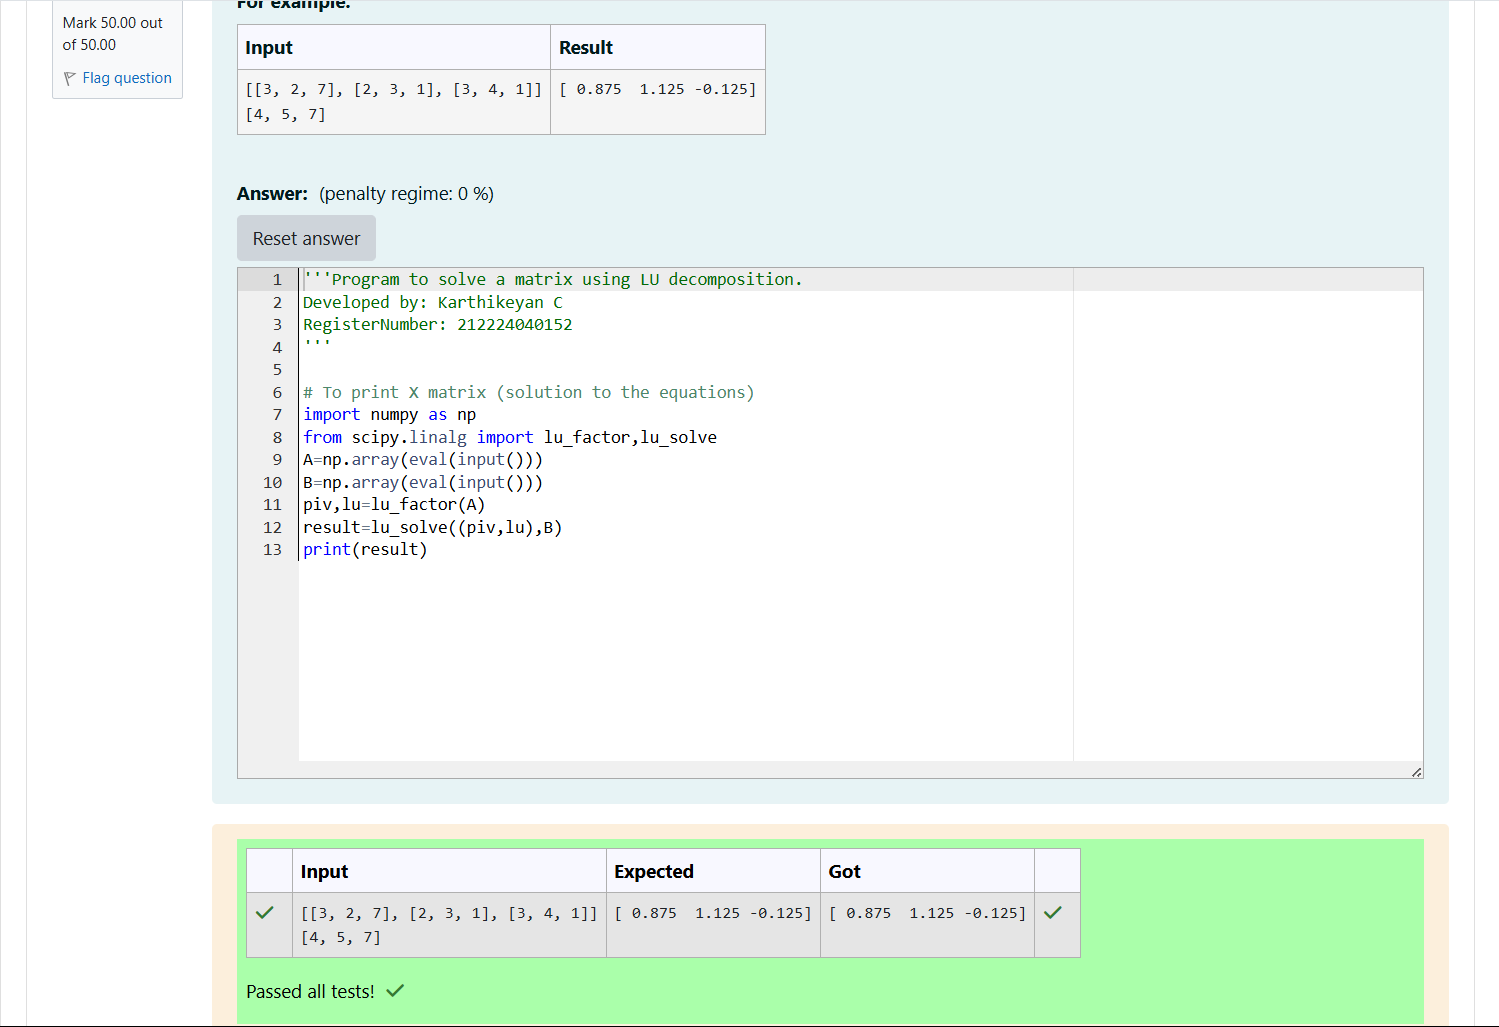 Mark 50.00 out
of 50.00
Flag question
For example:
Input Result
[[3, 2, 7], [2, 3, 1], [3, 4, 1]] [ 0.875  1.125 -0.125]
[4, 5, 7]
Answer: (penalty regime: 0 %)
Reset answer
1 '''Program to solve a matrix using LU decomposition.
2 Developed by: Karthikeyan C
3 RegisterNumber: 212224040152
4 '''
5
6 # To print X matrix (solution to the equations)
7 import numpy as np
8 from scipy.linalg import lu_factor,lu_solve
9 A=np.array(eval(input()))
10 B=np.array(eval(input()))
11 piv,lu=lu_factor(A)
12 result=lu_solve((piv,lu),B)
13 print(result)
Input Expected Got
[[3, 2, 7], [2, 3, 1], [3, 4, 1]] [ 0.875  1.125 -0.125] [ 0.875  1.125 -0.125]
[4, 5, 7]
Passed all tests!